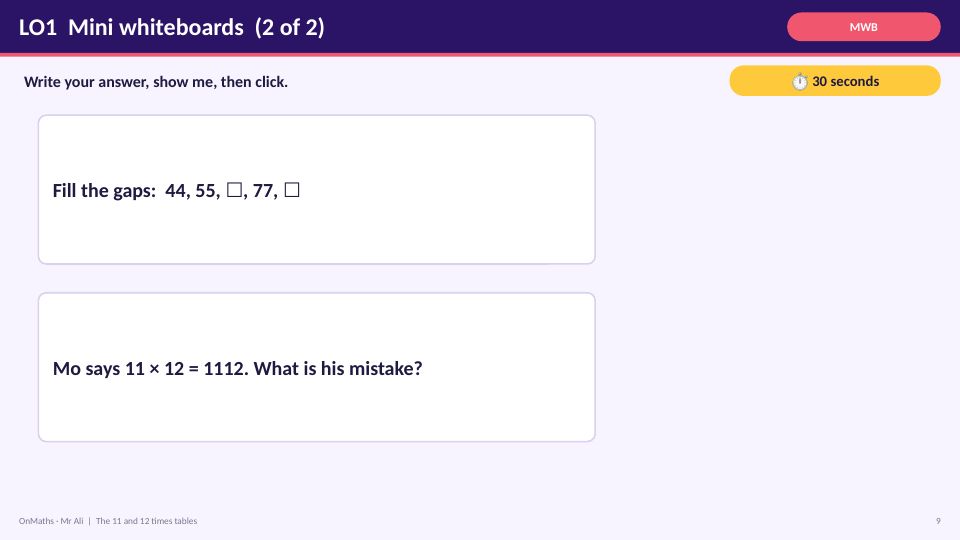 LO1  Mini whiteboards  (2 of 2)
MWB
Write your answer, show me, then click.
⏱ 30 seconds
Fill the gaps:  44, 55, ☐, 77, ☐
Mo says 11 × 12 = 1112. What is his mistake?
OnMaths - Mr Ali  |  The 11 and 12 times tables
9